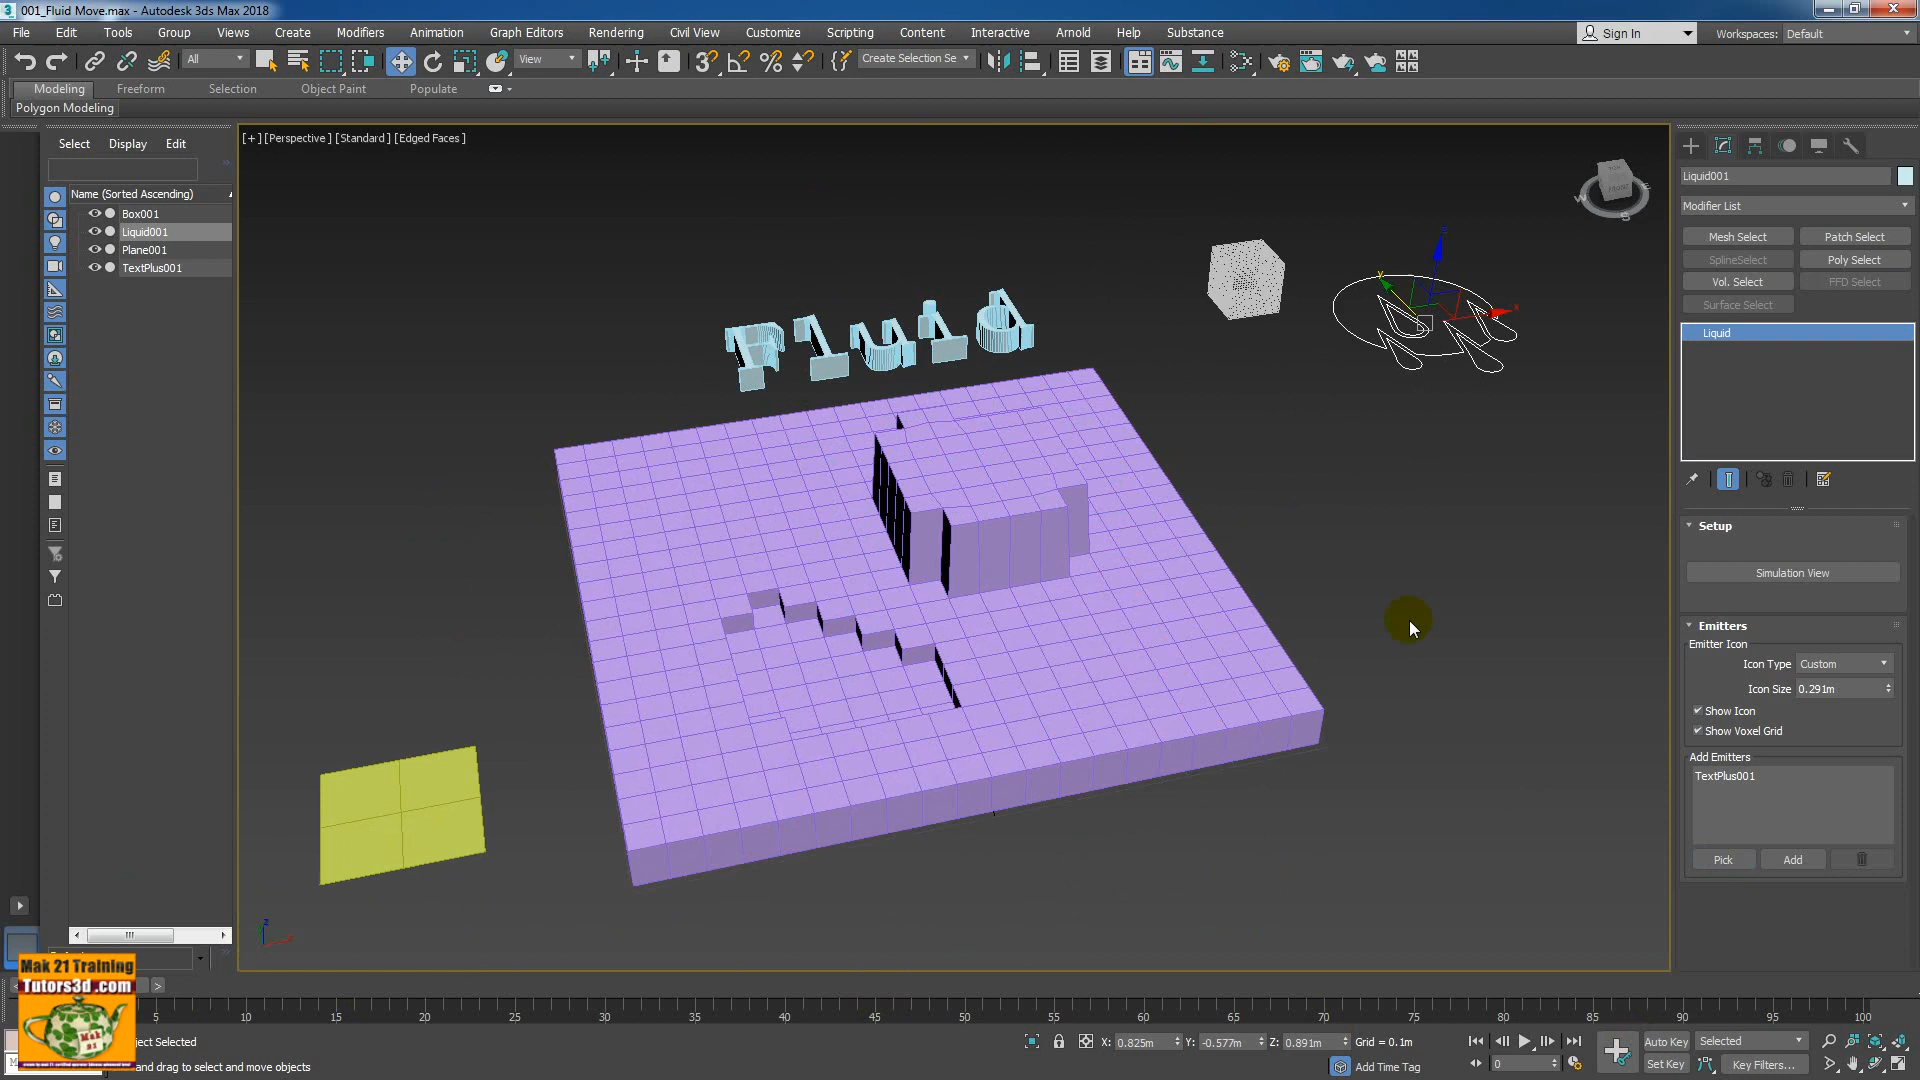 001_Fluid Move.max - Autodesk 3ds Max 2018
File Edit Tools Group Views Create Modifiers Animation Graph Editors Rendering Civil View Customize Scripting Content Interactive Arnold Help Substance
Sign In
Workspaces: Default
All
View
Create Selection Se
Modeling Freeform Selection Object Paint Populate
Polygon Modeling
Select Display Edit
Name (Sorted Ascending)
Box001
Liquid001
Plane001
TextPlus001
[+] [Perspective ] [Standard ] [Edged Faces ]
Fluid
Liquid001
Modifier List
Mesh Select Patch Select
SplineSelect Poly Select
Vol. Select FFD Select
Surface Select
Liquid
Setup
Simulation View
Emitters
Emitter Icon
Icon Type Custom
Icon Size 0.291m
Show Icon
Show Voxel Grid
Add Emitters
TextPlus001
Pick Add
Mak 21 Training
Tutors3d .com
Mak 21
5 10 15 20 25 30 35 40 45 50 55 60 65 70 75 80 85 90 95 100
ject Selected
and drag to select and move objects
X: 0.825m Y: -0.577m Z: 0.891m Grid = 0.1m
Add Time Tag
0
Auto Key Selected
Set Key Key Filters...